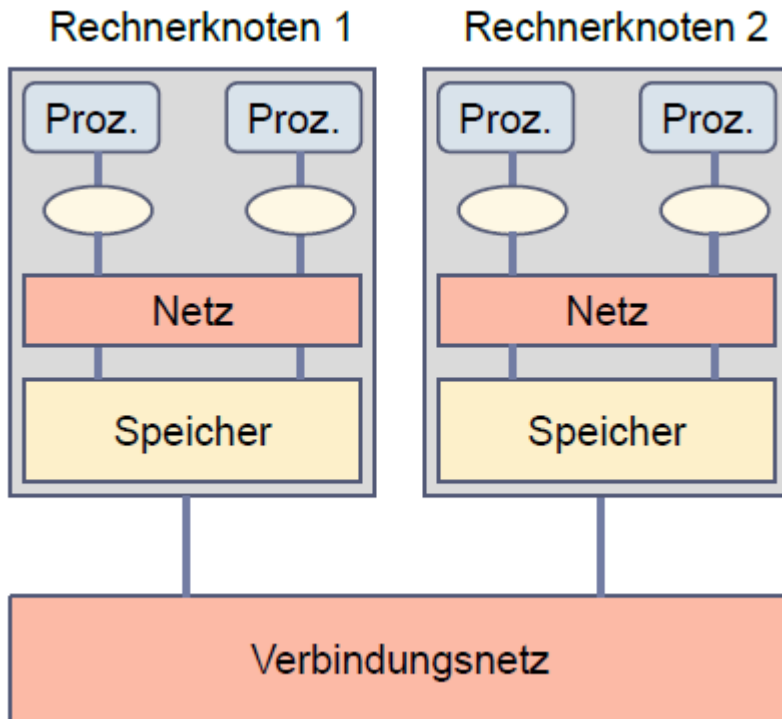 Rechnerknoten 1 Rechnerknoten 2
Proz. Proz. Proz. Proz.
Netz Netz
Speicher Speicher
Verbindungsnetz